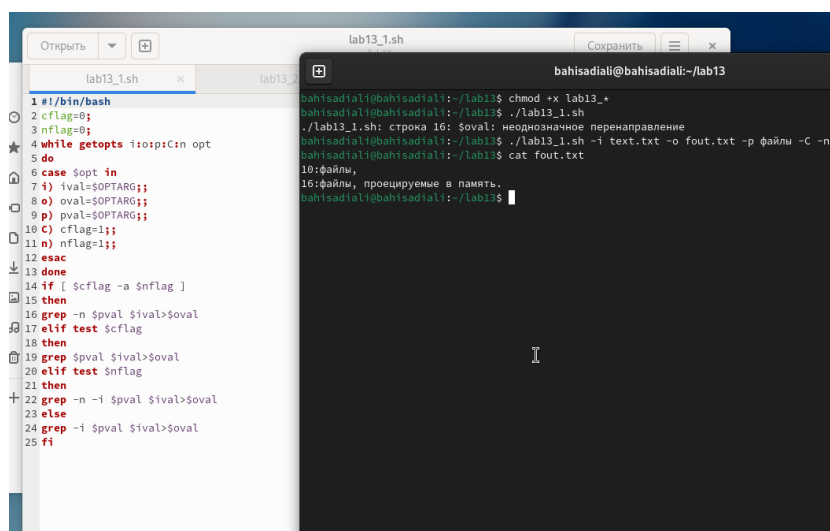 Открыть
lab13_1.sh
Сохранить
lab13_1.sh
bahisadiali@bahisadiali:~/lab13
1 #!/bin/bash
2 cflag=0;
3 nflag=0;
4 while getopts i:o:p:C:n opt
5 do
6 case $opt in
7 i) ival=$OPTARG;;
8 o) oval=$OPTARG;;
9 p) pval=$OPTARG;;
10 C) cflag=1;;
11 n) nflag=1;;
12 esac
13 done
14 if [ $cflag -a $nflag ]
15 then
16 grep -n $pval $ival>$oval
17 elif test $cflag
18 then
19 grep $pval $ival>$oval
20 elif test $nflag
21 then
22 grep -n -i $pval $ival>$oval
23 else
24 grep -i $pval $ival>$oval
25 fi
bahisadiali@bahisadiali:~/lab13$ chmod +x lab13_*
bahisadiali@bahisadiali:~/lab13$ ./lab13_1.sh
./lab13_1.sh: строка 16: $oval: неоднозначное перенаправление
bahisadiali@bahisadiali:~/lab13$ ./lab13_1.sh -i text.txt -o fout.txt -p файлы -C -n
bahisadiali@bahisadiali:~/lab13$ cat fout.txt
10:файлы,
16:файлы, проецируемые в память.
bahisadiali@bahisadiali:~/lab13$